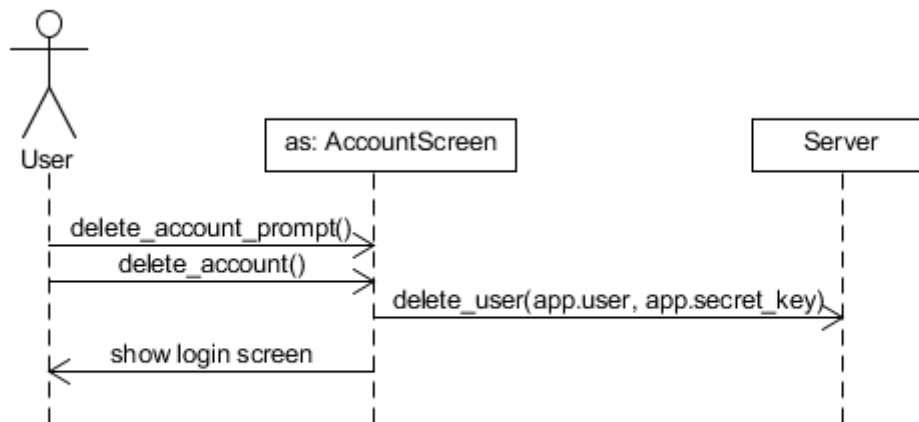 User
as: AccountScreen
Server
delete_account_prompt()
delete_account()
delete_user(app.user, app.secret_key)
show login screen